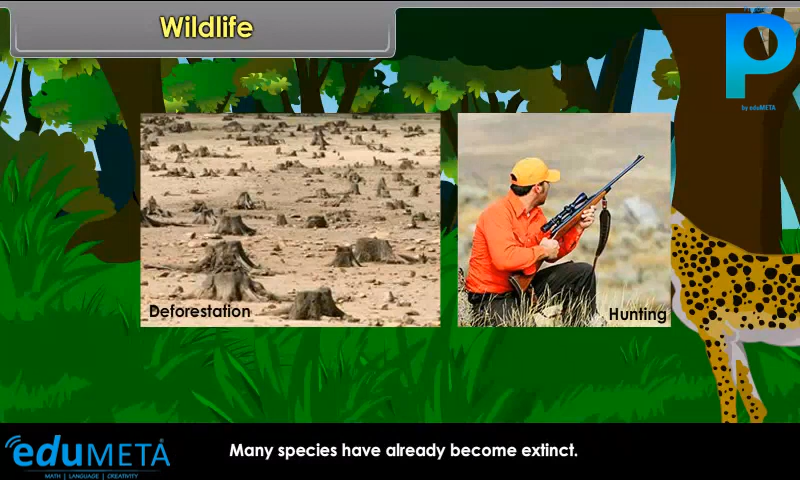 Wildlife
P
by eduMETA
Deforestation
Hunting
eduMETA
MATH | LANGUAGE | CREATIVITY
Many species have already become extinct.